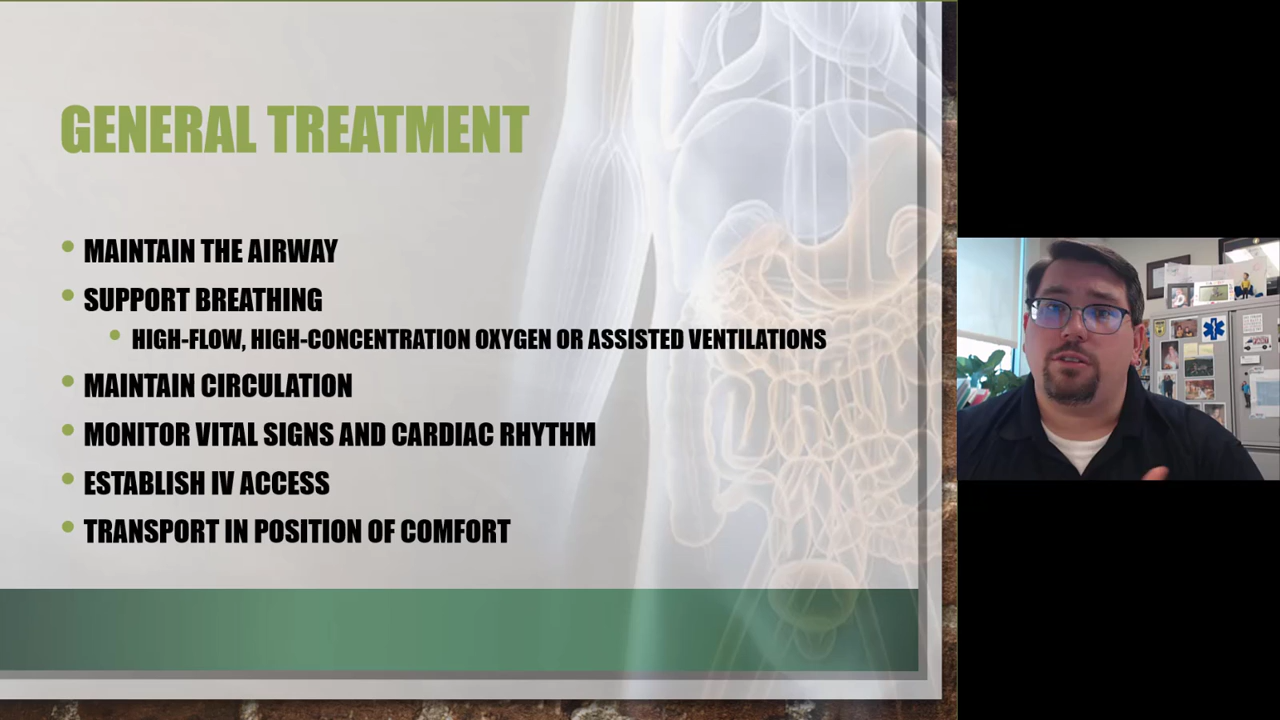 GENERAL TREATMENT
MAINTAIN THE AIRWAY
SUPPORT BREATHING
HIGH-FLOW, HIGH-CONCENTRATION OXYGEN OR ASSISTED VENTILATIONS
MAINTAIN CIRCULATION
MONITOR VITAL SIGNS AND CARDIAC RHYTHM
ESTABLISH IV ACCESS
TRANSPORT IN POSITION OF COMFORT